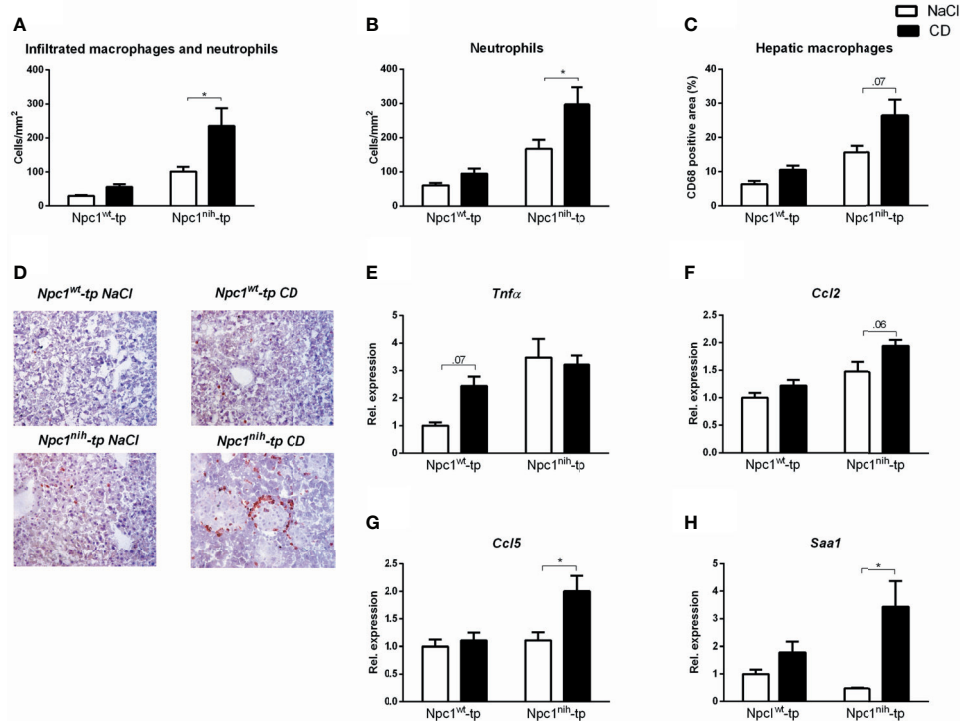 NaCl
CD
A
Infiltrated macrophages and neutrophils
Cells/mm²
400
300
200
100
0
*
Npc1ʷᵗ-tp Npc1ⁿⁱʰ-tp
B
Neutrophils
Cells/mm²
400
300
200
100
0
*
Npc1ʷᵗ-tp Npc1ⁿⁱʰ-tp
C
Hepatic macrophages
CD68 positive area (%)
40
30
20
10
0
.07
Npc1ʷᵗ-tp Npc1ⁿⁱʰ-tp
D
Npc1ʷᵗ-tp NaCl
Npc1ʷᵗ-tp CD
Npc1ⁿⁱʰ-tp NaCl
Npc1ⁿⁱʰ-tp CD
E
Tnfα
Rel. expression
5
4
3
2
1
0
.07
Npc1ʷᵗ-tp Npc1ⁿⁱʰ-tp
F
Ccl2
Rel. expression
2.5
2.0
1.5
1.0
0.5
0.0
.06
Npc1ʷᵗ-tp Npc1ⁿⁱʰ-tp
G
Ccl5
Rel. expression
2.5
2.0
1.5
1.0
0.5
0.0
*
Npc1ʷᵗ-tp Npc1ⁿⁱʰ-tp
H
Saa1
Rel. expression
5
4
3
2
1
0
*
Npclʷᵗ-tp Npc1ⁿⁱʰ-tp